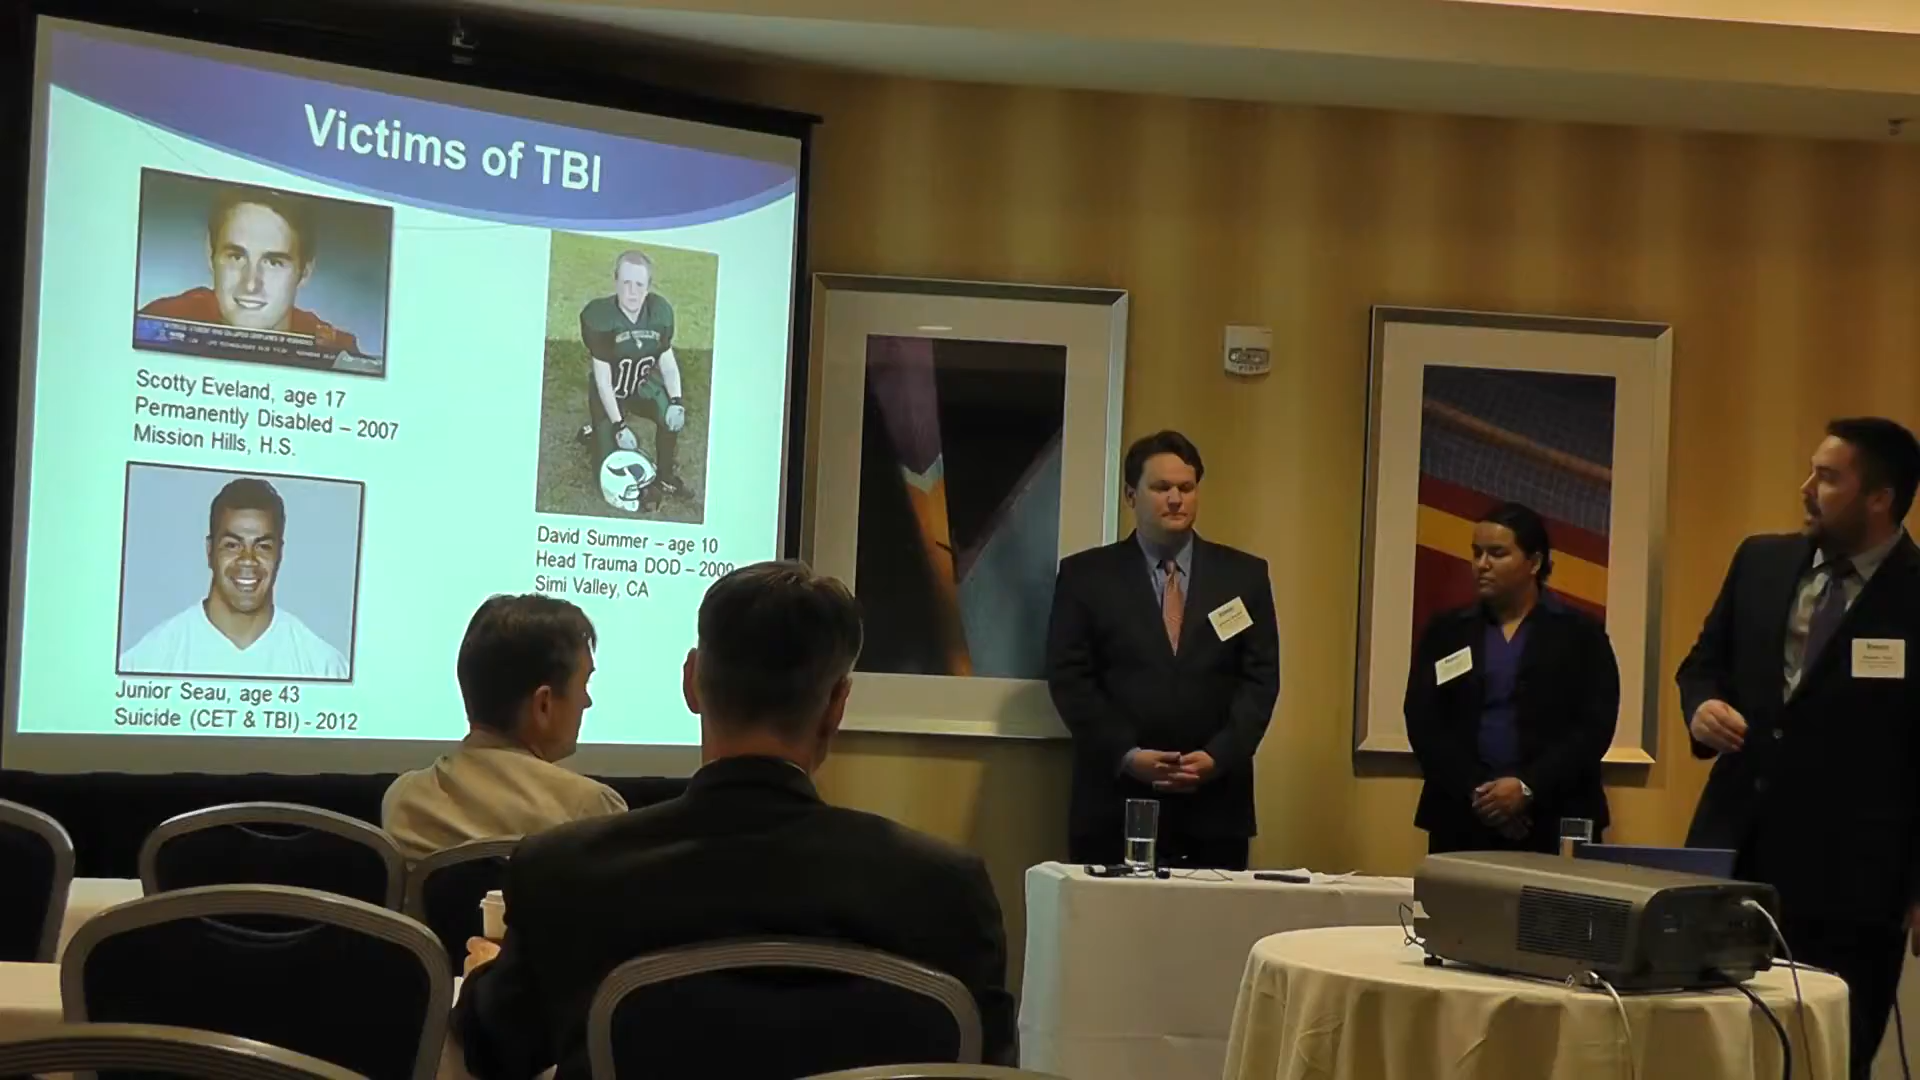 Victims of TBI
Scotty Eveland, age 17
Permanently Disabled – 2007
Mission Hills, H.S.
18
David Summer – age 10
Head Trauma DOD – 2009
Simi Valley, CA
Junior Seau, age 43
Suicide (CET & TBI) - 2012